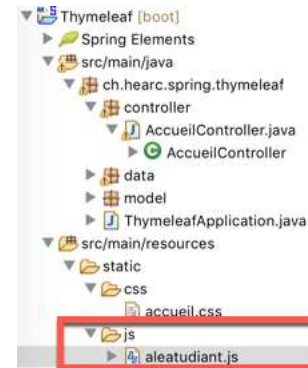 Thymeleaf [boot]
Spring Elements
src/main/java
ch.hearc.spring.thymeleaf
controller
AccueilController.java
AccueilController
data
model
ThymeleafApplication.java
src/main/resources
static
css
accueil.css
js
aleatudiant.js